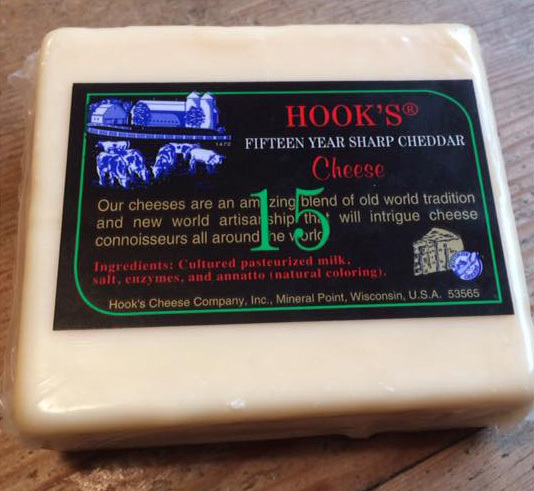 HOOK'S®
FIFTEEN YEAR SHARP CHEDDAR
Cheese
1472
Our cheeses are an amazing blend of old world tradition
and new world artisanship that will intrigue cheese
connoisseurs all around the world
15
Ingredients: Cultured pasteurized milk,
salt, enzymes, and annatto (natural coloring).
Hook's Cheese Company, Inc., Mineral Point, Wisconsin, U.S.A. 53565